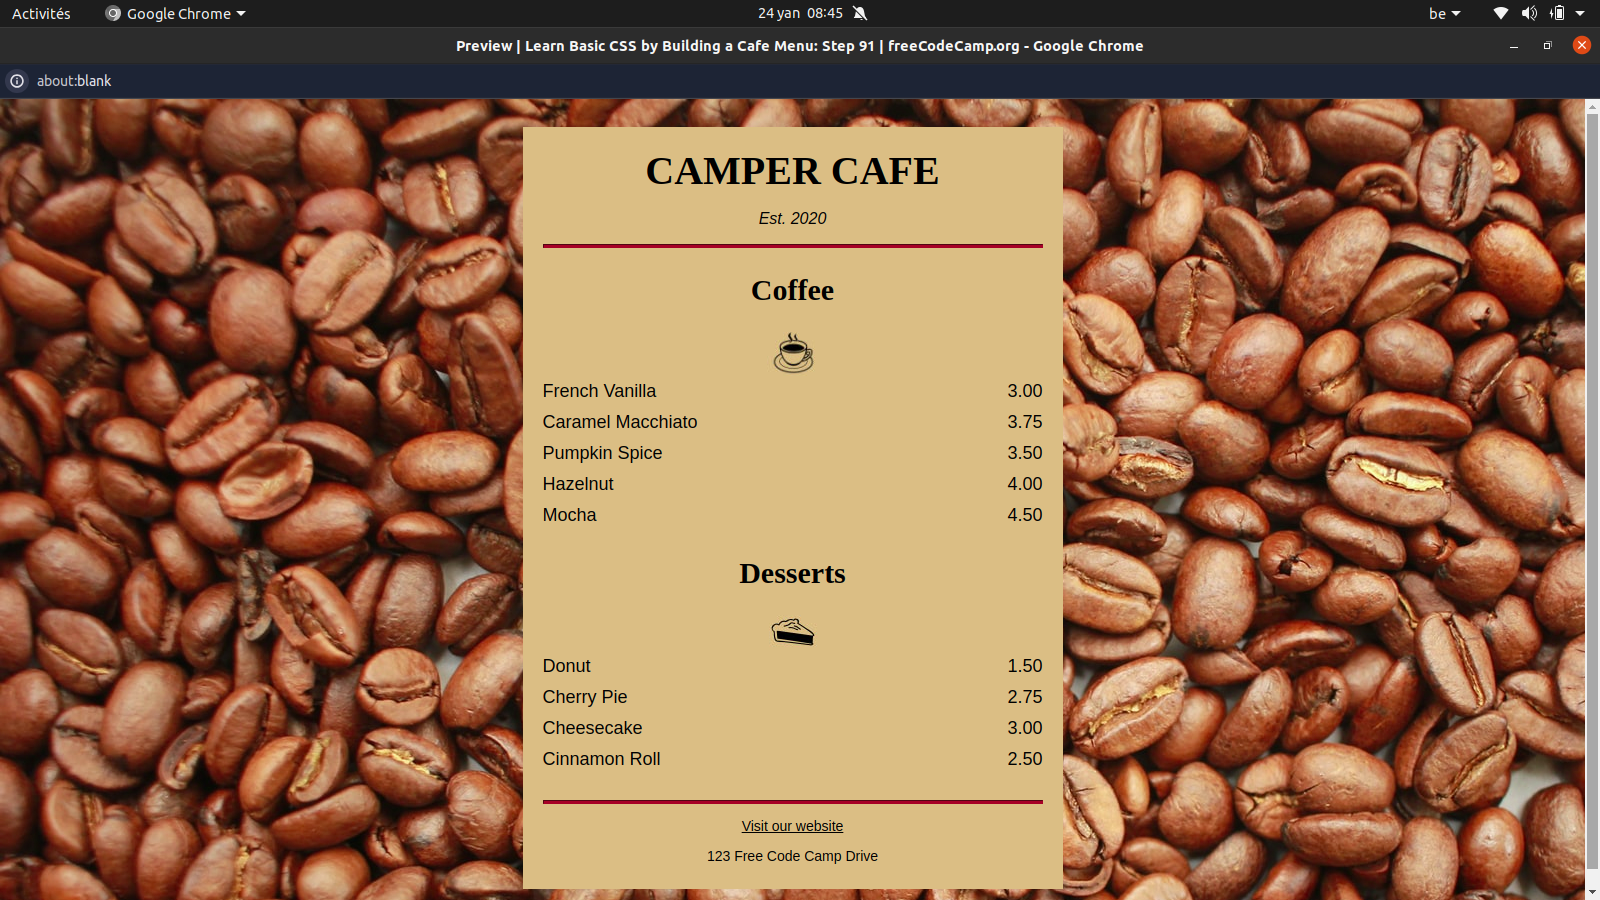 Activités
Google Chrome
24 yan 08:45
be
Preview | Learn Basic CSS by Building a Cafe Menu: Step 91 | freeCodeCamp.org - Google Chrome
about:blank
CAMPER CAFE
Est. 2020
Coffee
French Vanilla 3.00
Caramel Macchiato 3.75
Pumpkin Spice 3.50
Hazelnut 4.00
Mocha 4.50
Desserts
Donut 1.50
Cherry Pie 2.75
Cheesecake 3.00
Cinnamon Roll 2.50
Visit our website
123 Free Code Camp Drive